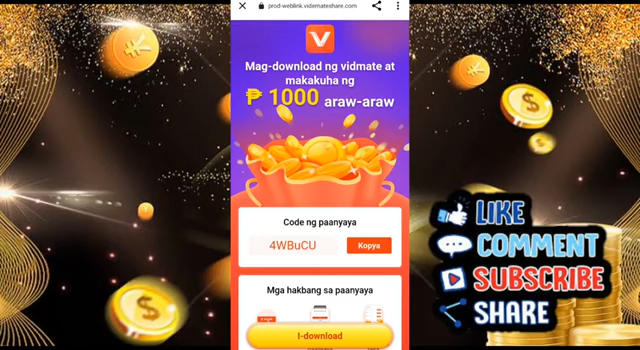 prod-weblink.videmateshare.com
Mag-download ng vidmate at
makakuha ng
₱ 1000 araw-araw
Code ng paanyaya
4WBuCU
Kopya
Mga hakbang sa paanyaya
I-download
LIKE
COMMENT
SUBSCRIBE
SHARE